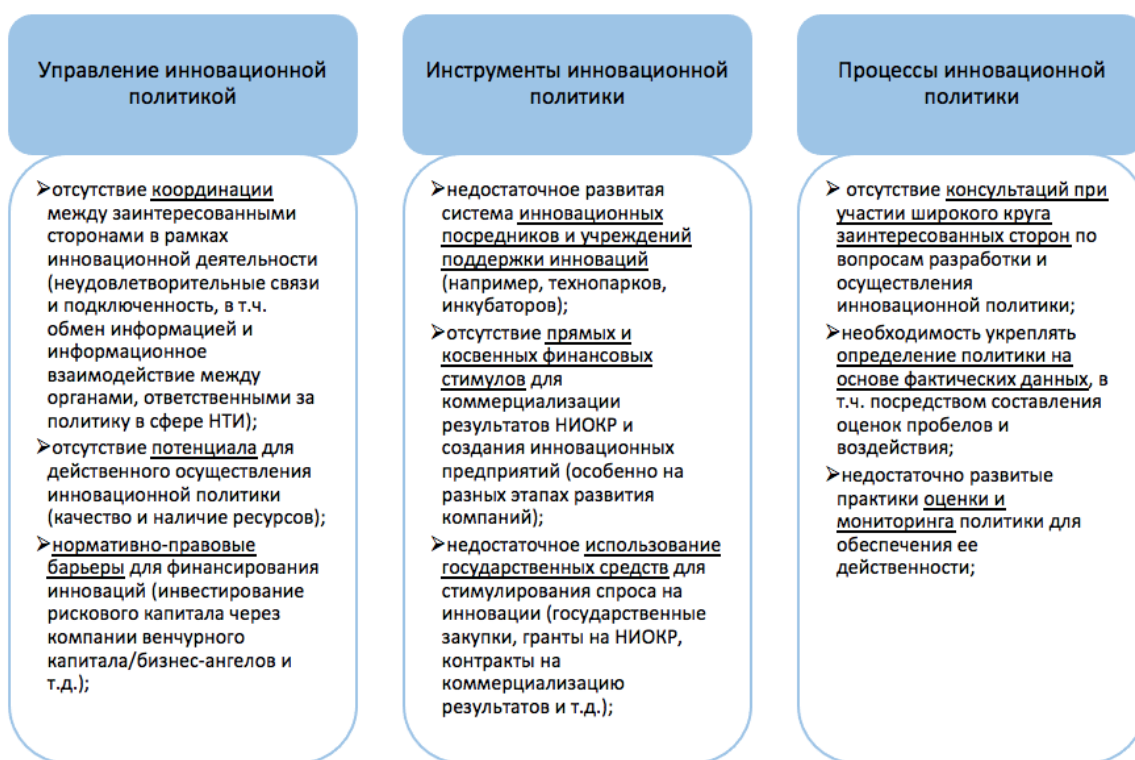 Управление инновационной
политикой
➢отсутствие координации
между заинтересованными
сторонами в рамках
инновационной деятельности
(неудовлетворительные связи
и подключенность, в т.ч.
обмен информацией и
информационное
взаимодействие между
органами, ответственными за
политику в сфере НТИ);
➢отсутствие потенциала для
действенного осуществления
инновационной политики
(качество и наличие ресурсов);
➢нормативно-правовые
барьеры для финансирования
инноваций (инвестирование
рискового капитала через
компании венчурного
капитала/бизнес-ангелов и
т.д.);
Инструменты инновационной
политики
➢недостаточное развитая
система инновационных
посредников и учреждений
поддержки инноваций
(например, технопарков,
инкубаторов);
➢отсутствие прямых и
косвенных финансовых
стимулов для
коммерциализации
результатов НИОКР и
создания инновационных
предприятий (особенно на
разных этапах развития
компаний);
➢недостаточное использование
государственных средств для
стимулирования спроса на
инновации (государственные
закупки, гранты на НИОКР,
контракты на
коммерциализацию
результатов и т.д.);
Процессы инновационной
политики
➢ отсутствие консультаций при
участии широкого круга
заинтересованных сторон по
вопросам разработки и
осуществления
инновационной политики;
➢необходимость укреплять
определение политики на
основе фактических данных, в
т.ч. посредством составления
оценок пробелов и
воздействия;
➢недостаточно развитые
практики оценки и
мониторинга политики для
обеспечения ее
действенности;